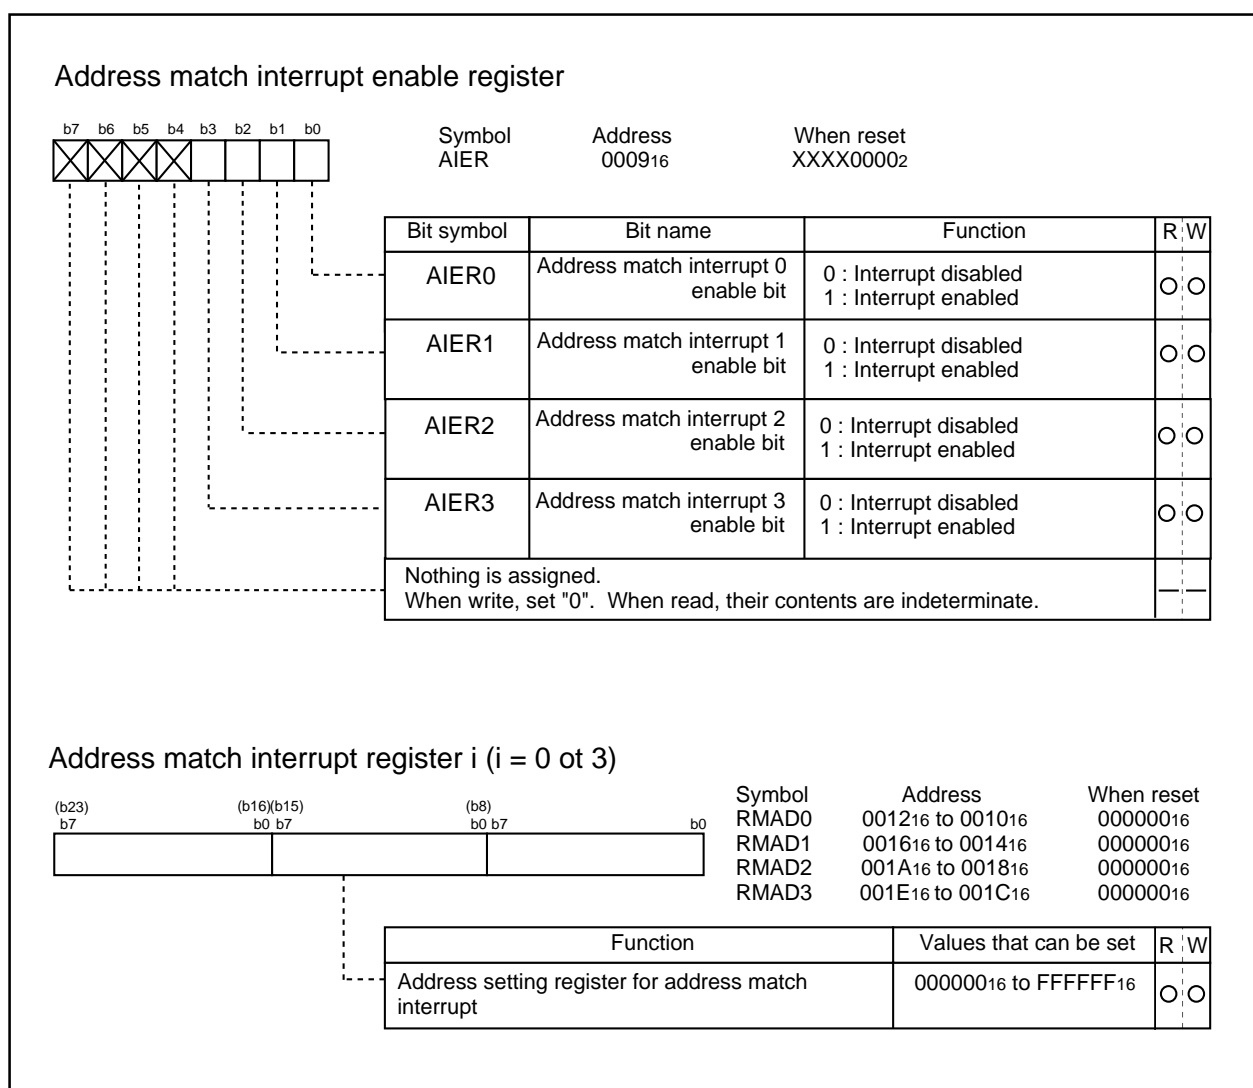 Address match interrupt enable register
b7 b6 b5 b4 b3 b2 b1 b0
Symbol Address When reset
AIER 000916 XXXX00002
Bit symbol Bit name Function R W
AIER0 Address match interrupt 0 enable bit 0 : Interrupt disabled
1 : Interrupt enabled
AIER1 Address match interrupt 1 enable bit 0 : Interrupt disabled
1 : Interrupt enabled
AIER2 Address match interrupt 2 enable bit 0 : Interrupt disabled
1 : Interrupt enabled
AIER3 Address match interrupt 3 enable bit 0 : Interrupt disabled
1 : Interrupt enabled
Nothing is assigned.
When write, set "0". When read, their contents are indeterminate.
Address match interrupt register i (i = 0 ot 3)
(b23) (b16)(b15) (b8)
b7 b0 b7 b0 b7 b0
Symbol Address When reset
RMAD0 001216 to 001016 00000016
RMAD1 001616 to 001416 00000016
RMAD2 001A16 to 001816 00000016
RMAD3 001E16 to 001C16 00000016
Function Values that can be set R W
Address setting register for address match interrupt 00000016 to FFFFFF16